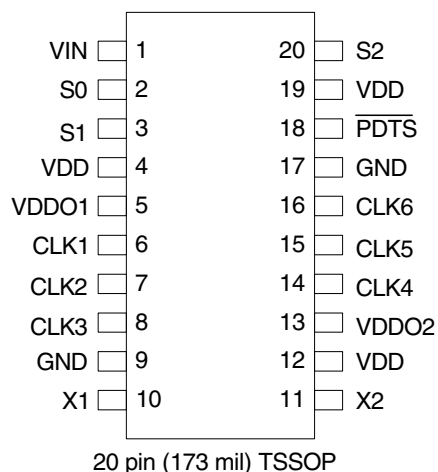 VIN 1 20 S2
S0 2 19 VDD
S1 3 18 PDTS
VDD 4 17 GND
VDDO1 5 16 CLK6
CLK1 6 15 CLK5
CLK2 7 14 CLK4
CLK3 8 13 VDDO2
GND 9 12 VDD
X1 10 11 X2
20 pin (173 mil) TSSOP